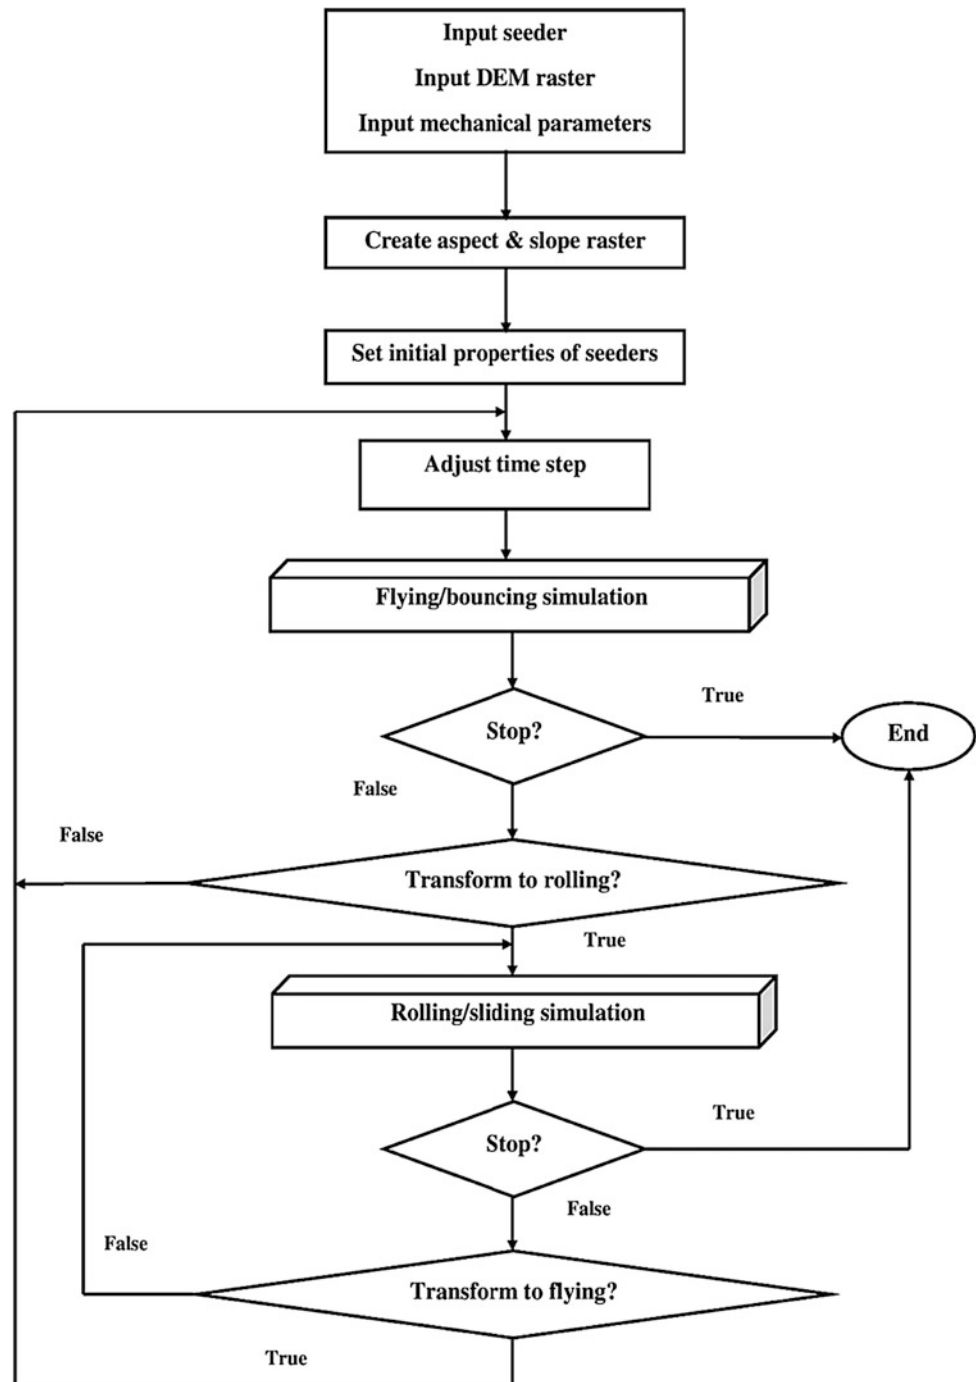 Input seeder
Input DEM raster
Input mechanical parameters
Create aspect & slope raster
Set initial properties of seeders
Adjust time step
Flying/bouncing simulation
True
Stop?
End
False
False
Transform to rolling?
True
Rolling/sliding simulation
True
Stop?
False
False
Transform to flying?
True